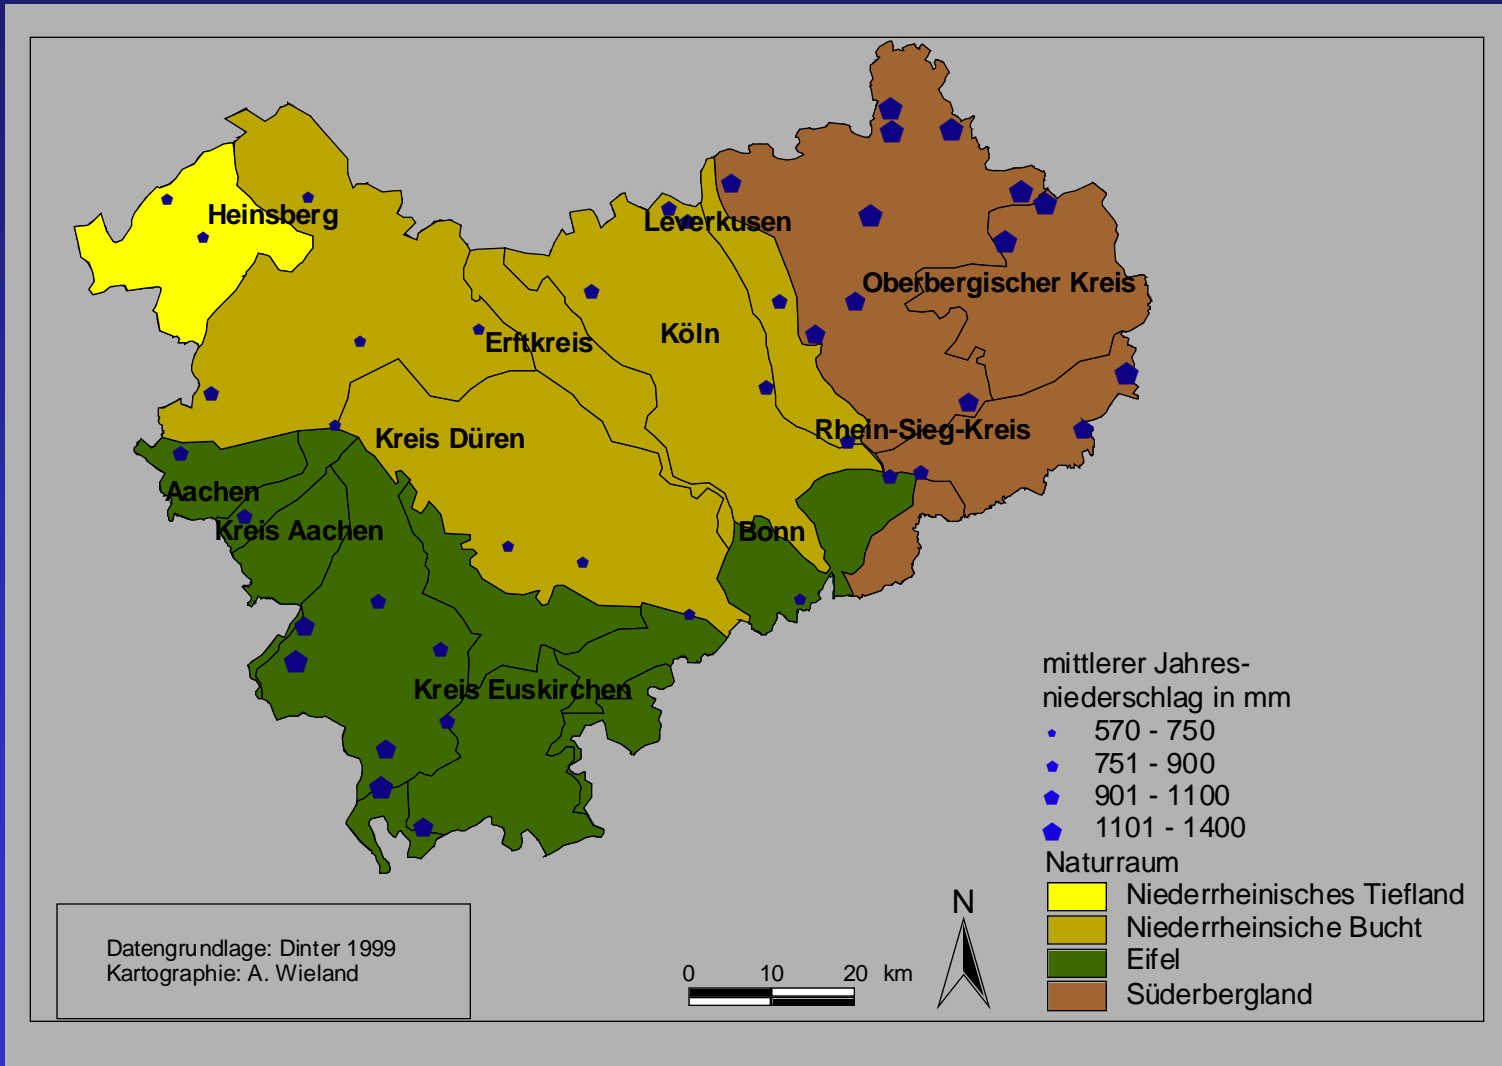 Heinsberg
Leverkusen
Oberbergischer Kreis
Köln
Erftkreis
Kreis Düren
Rhein-Sieg-Kreis
Aachen
Kreis Aachen
Bonn
Kreis Euskirchen
mittlerer Jahres-
niederschlag in mm
570 - 750
751 - 900
901 - 1100
1101 - 1400
Naturraum
Niederrheinisches Tiefland
Niederrheinsiche Bucht
Eifel
Süderbergland
N
0 10 20 km
Datengrundlage: Dinter 1999
Kartographie: A. Wieland